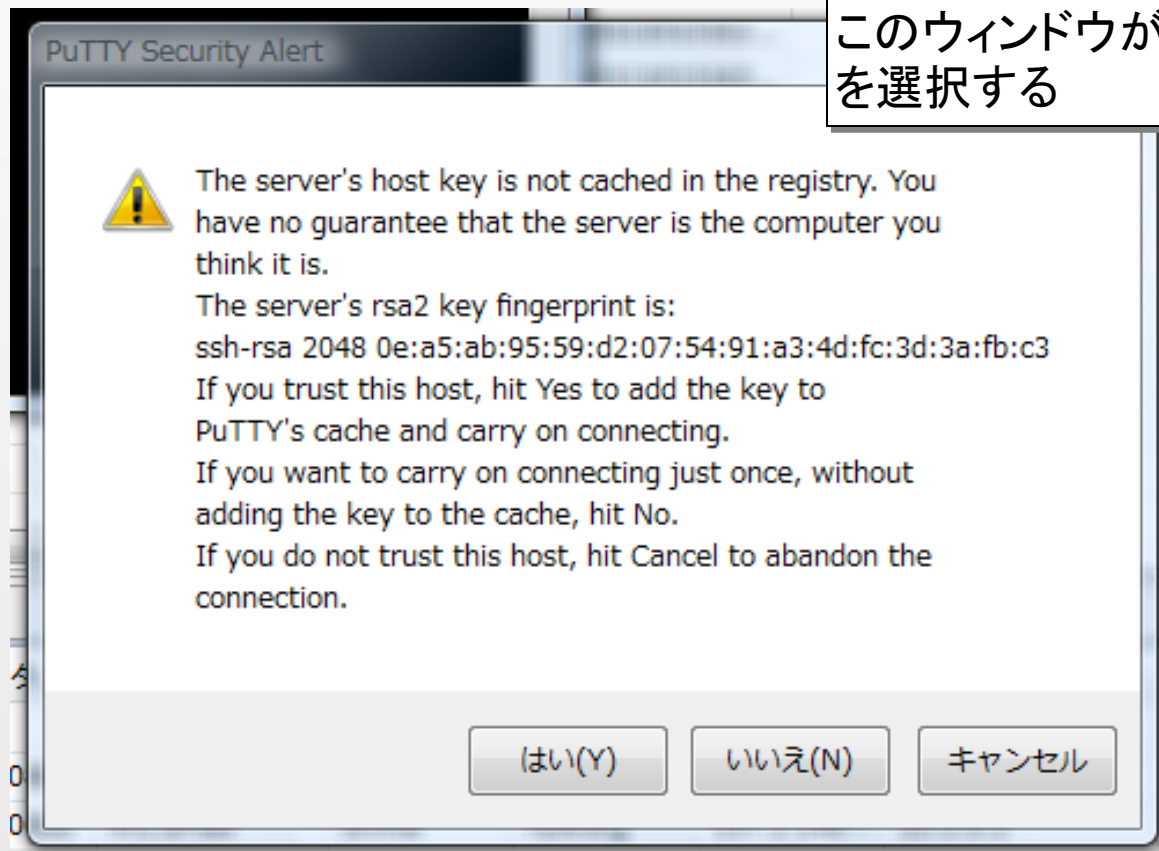 このウィンドウが
を選択する
PuTTY Security Alert
The server's host key is not cached in the registry. You
have no guarantee that the server is the computer you
think it is.
The server's rsa2 key fingerprint is:
ssh-rsa 2048 0e:a5:ab:95:59:d2:07:54:91:a3:4d:fc:3d:3a:fb:c3
If you trust this host, hit Yes to add the key to
PuTTY's cache and carry on connecting.
If you want to carry on connecting just once, without
adding the key to the cache, hit No.
If you do not trust this host, hit Cancel to abandon the
connection.
はい(Y) いいえ(N) キャンセル